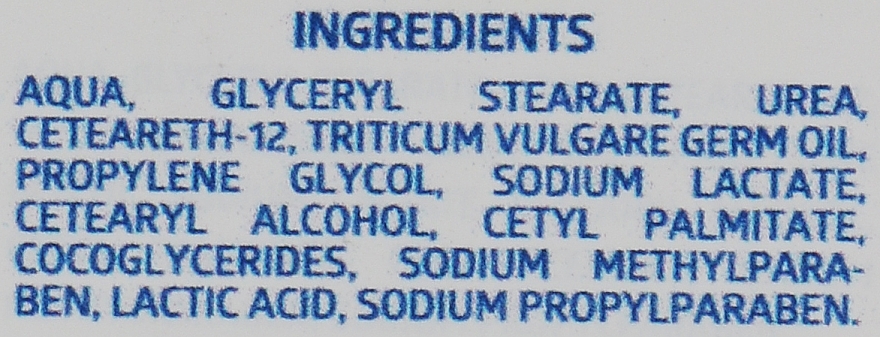 INGREDIENTS
AQUA, GLYCERYL STEARATE, UREA,
CETEARETH-12, TRITICUM VULGARE GERM OIL,
PROPYLENE GLYCOL, SODIUM LACTATE,
CETEARYL ALCOHOL, CETYL PALMITATE,
COCOGLYCERIDES, SODIUM METHYLPARA-
BEN, LACTIC ACID, SODIUM PROPYLPARABEN.